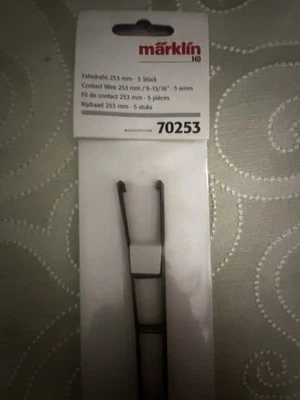 märklin
H0
Fahrdraht 253 mm · 5 Stück
Contact Wire 253 mm / 9-15/16" · 5 wires
Fil de contact 253 mm · 5 pièces
Rijdraad 253 mm · 5 stuks
70253